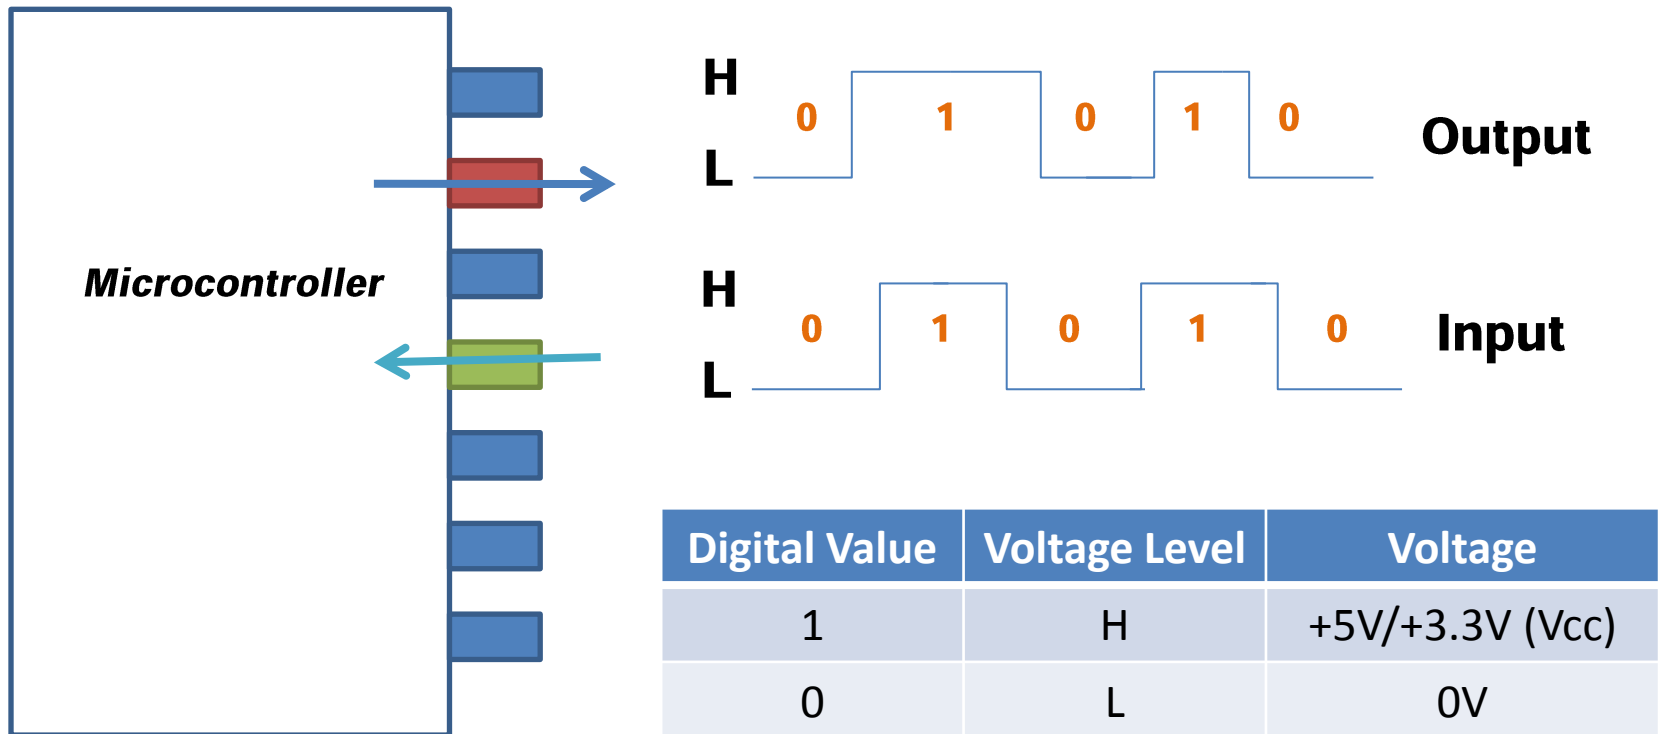 Microcontroller
H
0 1 0 1 0
L
Output
H
0 1 0 1 0
L
Input
Digital Value Voltage Level Voltage
1 H +5V/+3.3V (Vcc)
0 L 0V